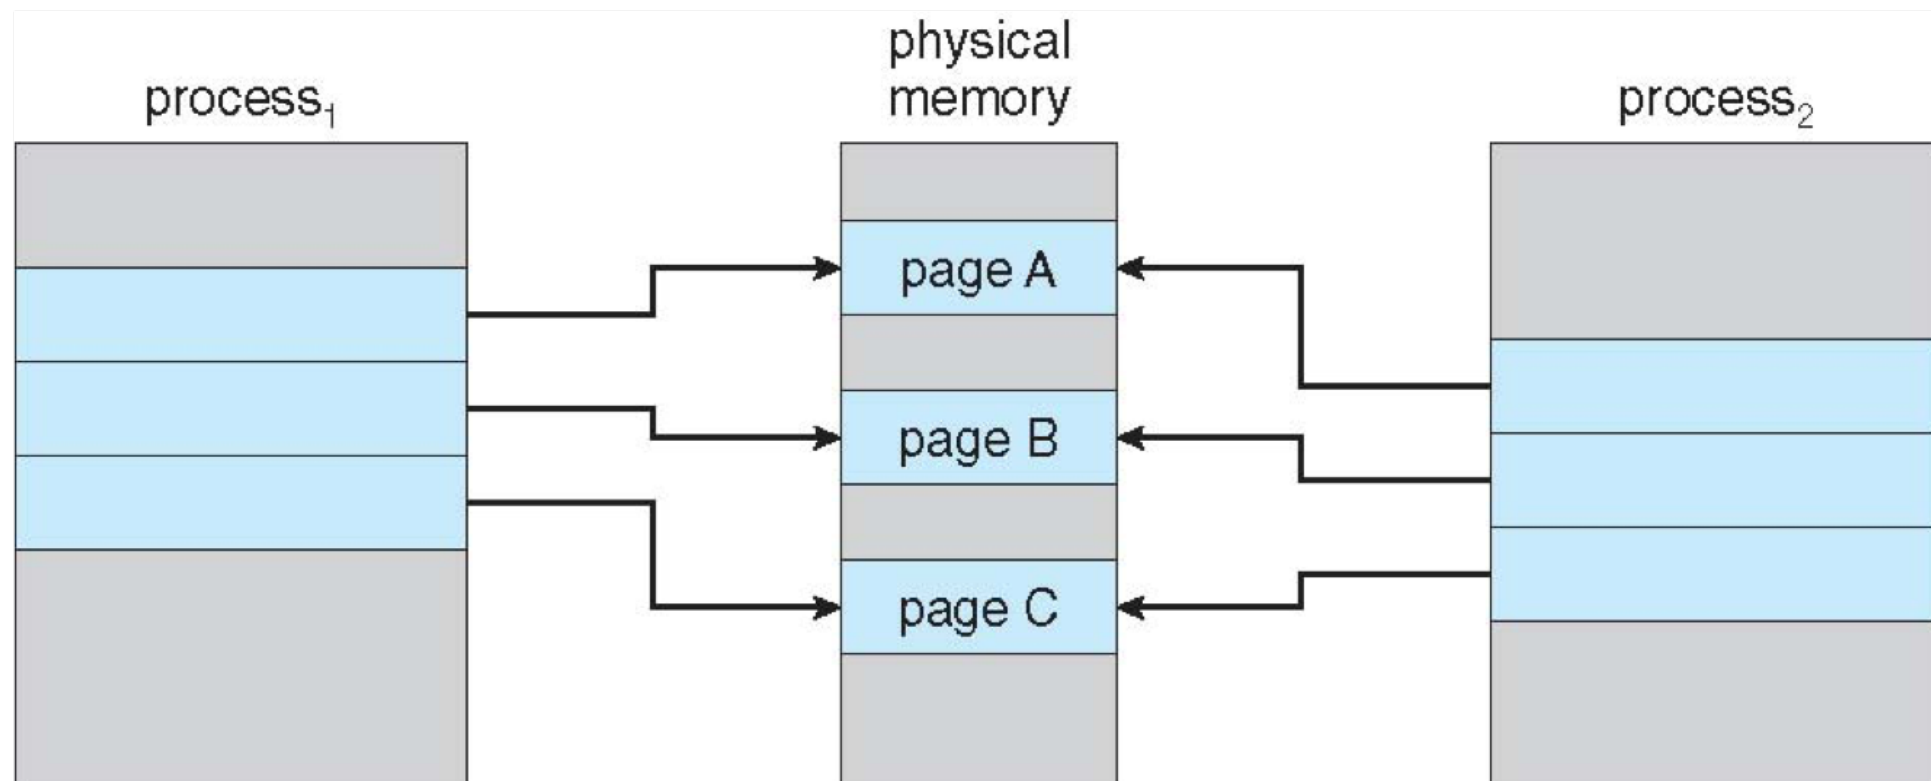 process₁
physical
memory
process₂
page A
page B
page C